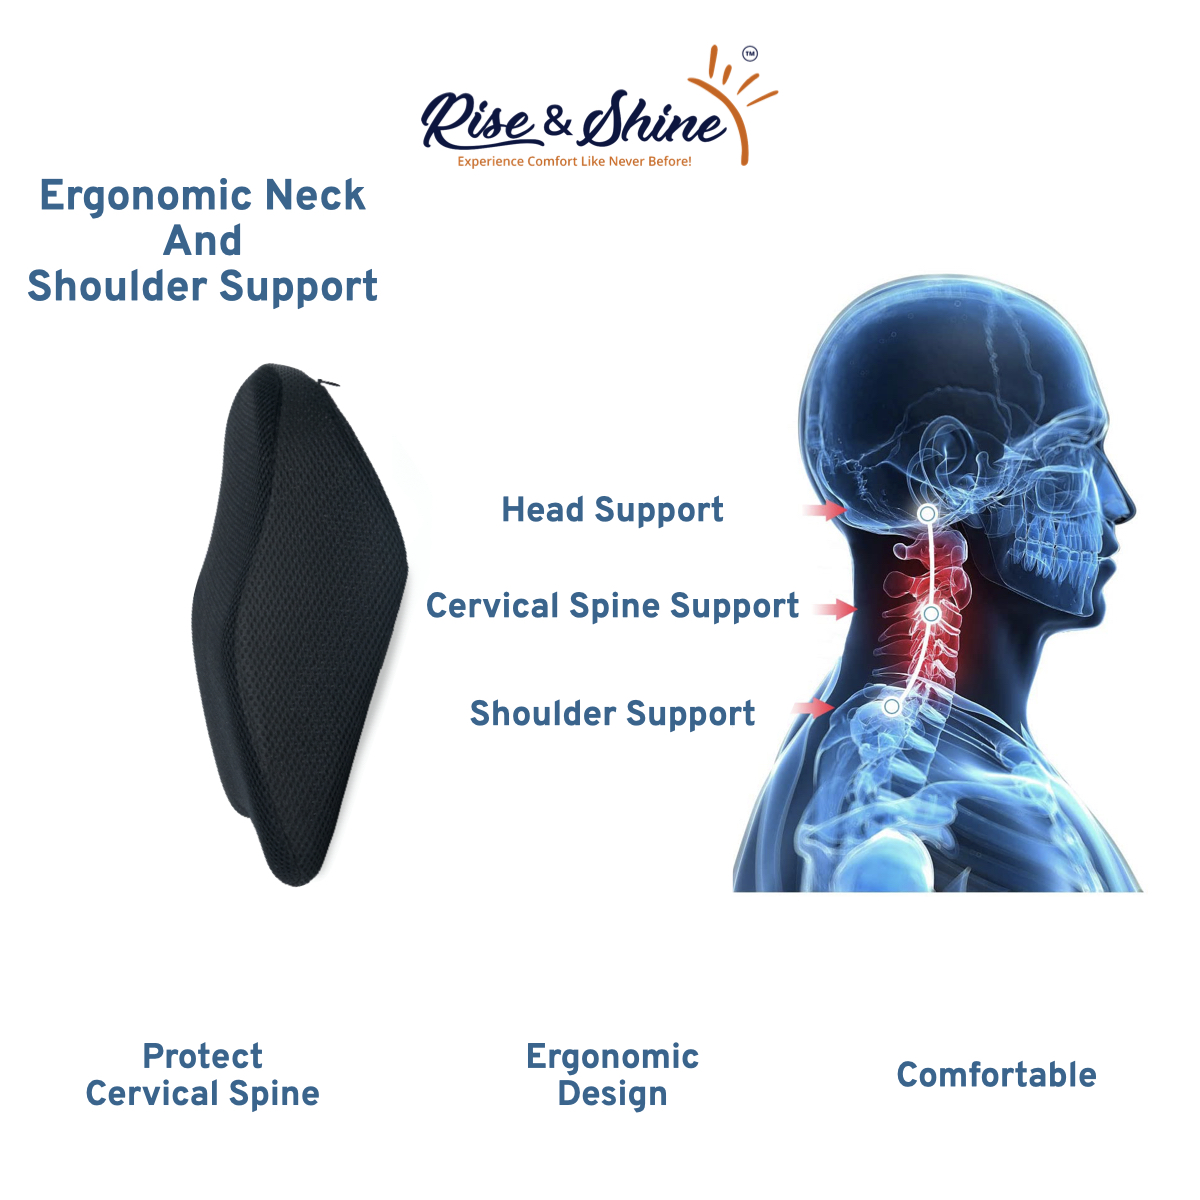 Rise & Shine
TM
Experience Comfort Like Never Before!
Ergonomic Neck
And
Shoulder Support
Head Support
Cervical Spine Support
Shoulder Support
Protect
Cervical Spine
Ergonomic
Design
Comfortable